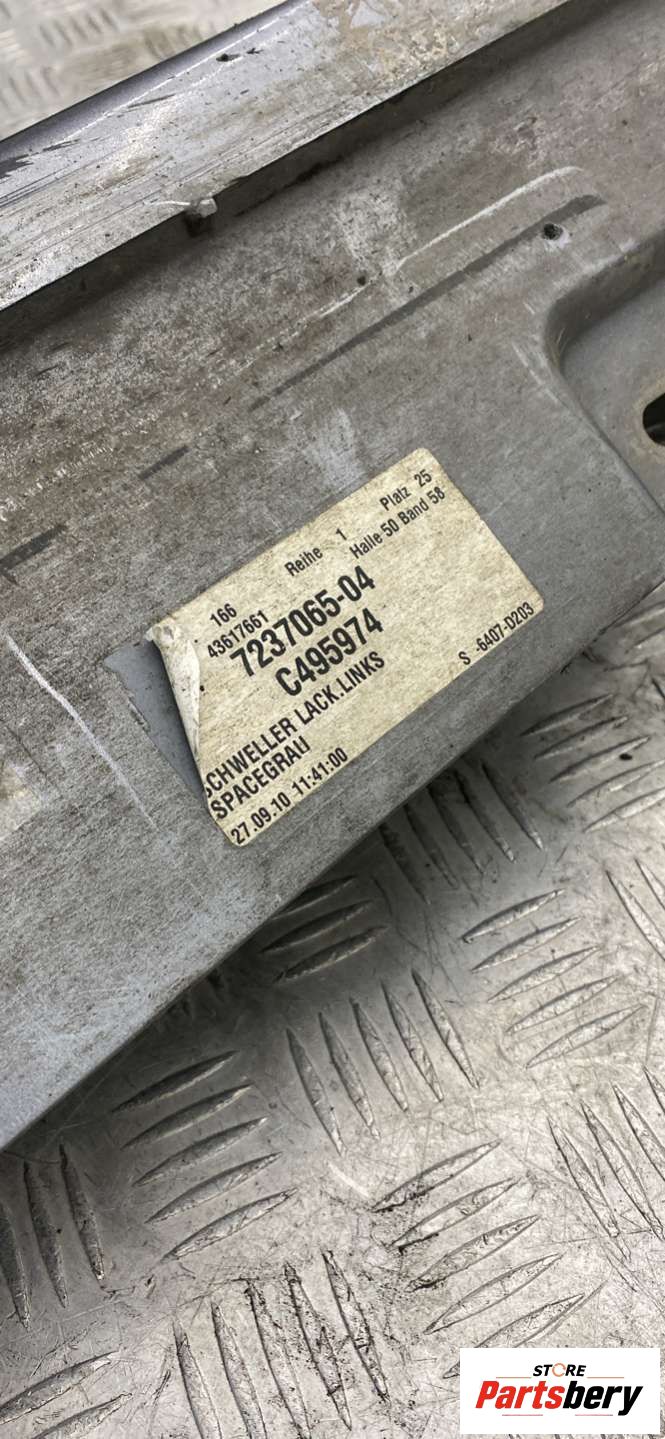 166 Reihe 1 Platz 25
43617661 Halle 50 Band 58
7237065-04
C495974
SCHWELLER LACK.LINKS S -6407-D203
SPACEGRAU
27.09.10 11:41:00
STORE
Partsbery